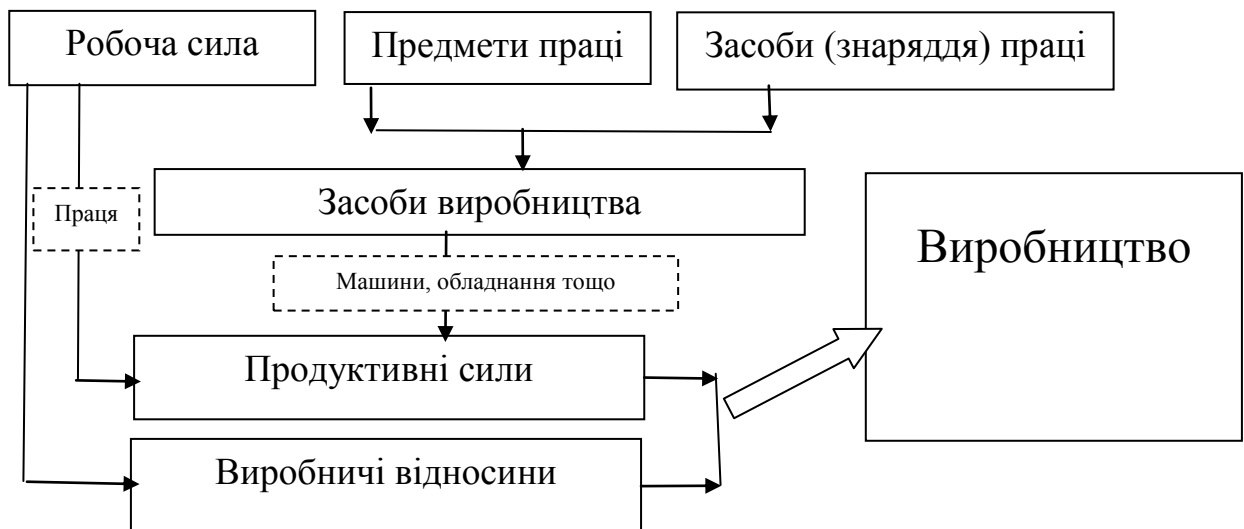 Робоча сила
Предмети праці
Засоби (знаряддя) праці
Засоби виробництва
Праця
Виробництво
Машини, обладнання тощо
Продуктивні сили
Виробничі відносини